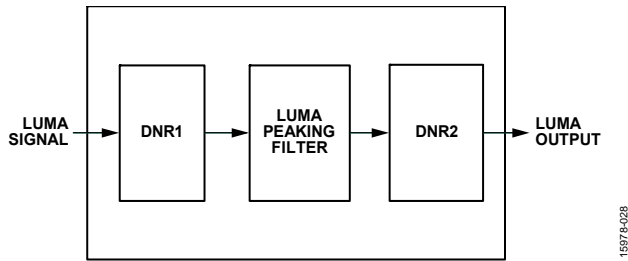 LUMA
SIGNAL
DNR1
LUMA
PEAKING
FILTER
DNR2
LUMA
OUTPUT
15978-028